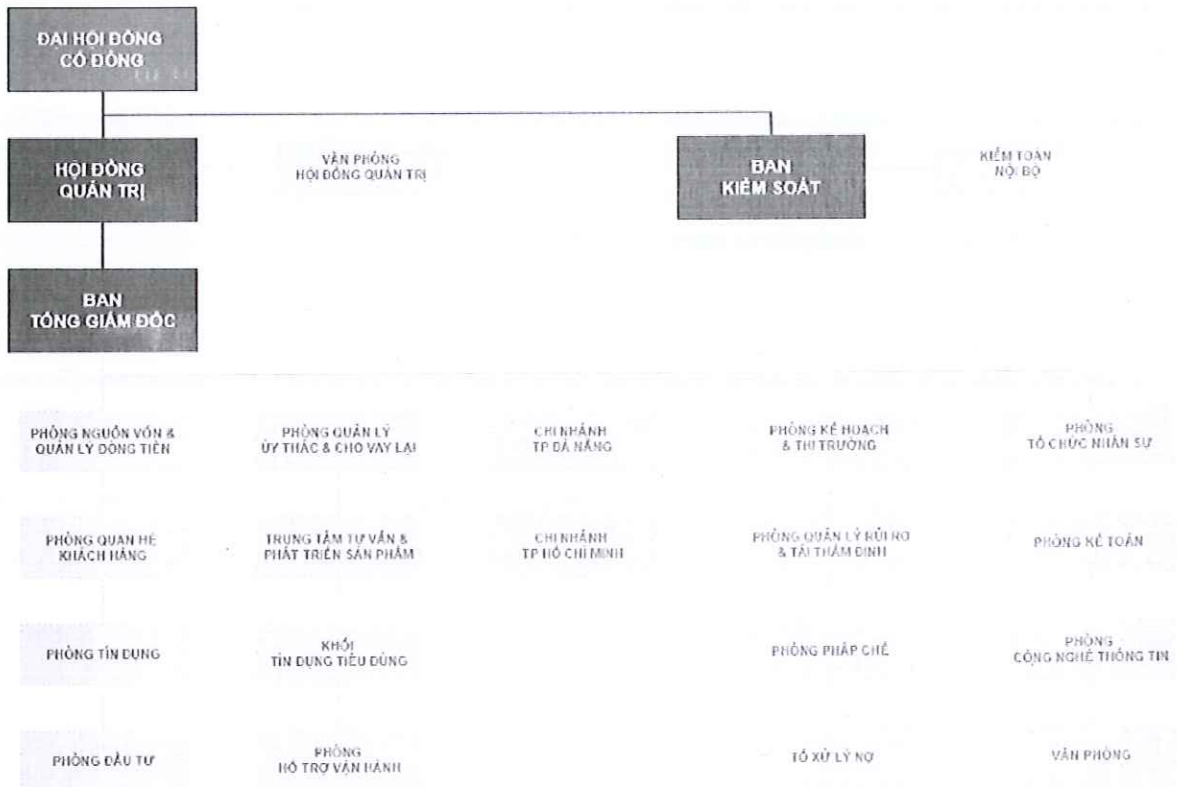 ĐẠI HỘI ĐỒNG
CỔ ĐÔNG
HỘI ĐỒNG
QUẢN TRỊ
VĂN PHÒNG
HỘI ĐỒNG QUẢN TRỊ
BAN
KIỂM SOÁT
KIỂM TOÁN
NỘI BỘ
BAN
TỔNG GIÁM ĐỐC
PHÒNG NGUỒN VỐN &
QUẢN LÝ DÒNG TIỀN
PHÒNG QUẢN LÝ
ỦY THÁC & CHO VAY LẠI
CHI NHÁNH
TP ĐÀ NẴNG
PHÒNG KẾ HOẠCH
& THỊ TRƯỜNG
PHÒNG
TỔ CHỨC NHÂN SỰ
PHÒNG QUAN HỆ
KHÁCH HÀNG
TRUNG TÂM TƯ VẤN &
PHÁT TRIỂN SẢN PHẨM
CHI NHÁNH
TP HỒ CHÍ MINH
PHÒNG QUẢN LÝ RỦI RO
& TÁI THẨM ĐỊNH
PHÒNG KẾ TOÁN
PHÒNG TÍN DỤNG
KHỐI
TÍN DỤNG TIÊU DÙNG
PHÒNG PHÁP CHẾ
PHÒNG
CÔNG NGHỆ THÔNG TIN
PHÒNG ĐẦU TƯ
PHÒNG
HỖ TRỢ VẬN HÀNH
TỔ XỬ LÝ NỢ
VĂN PHÒNG